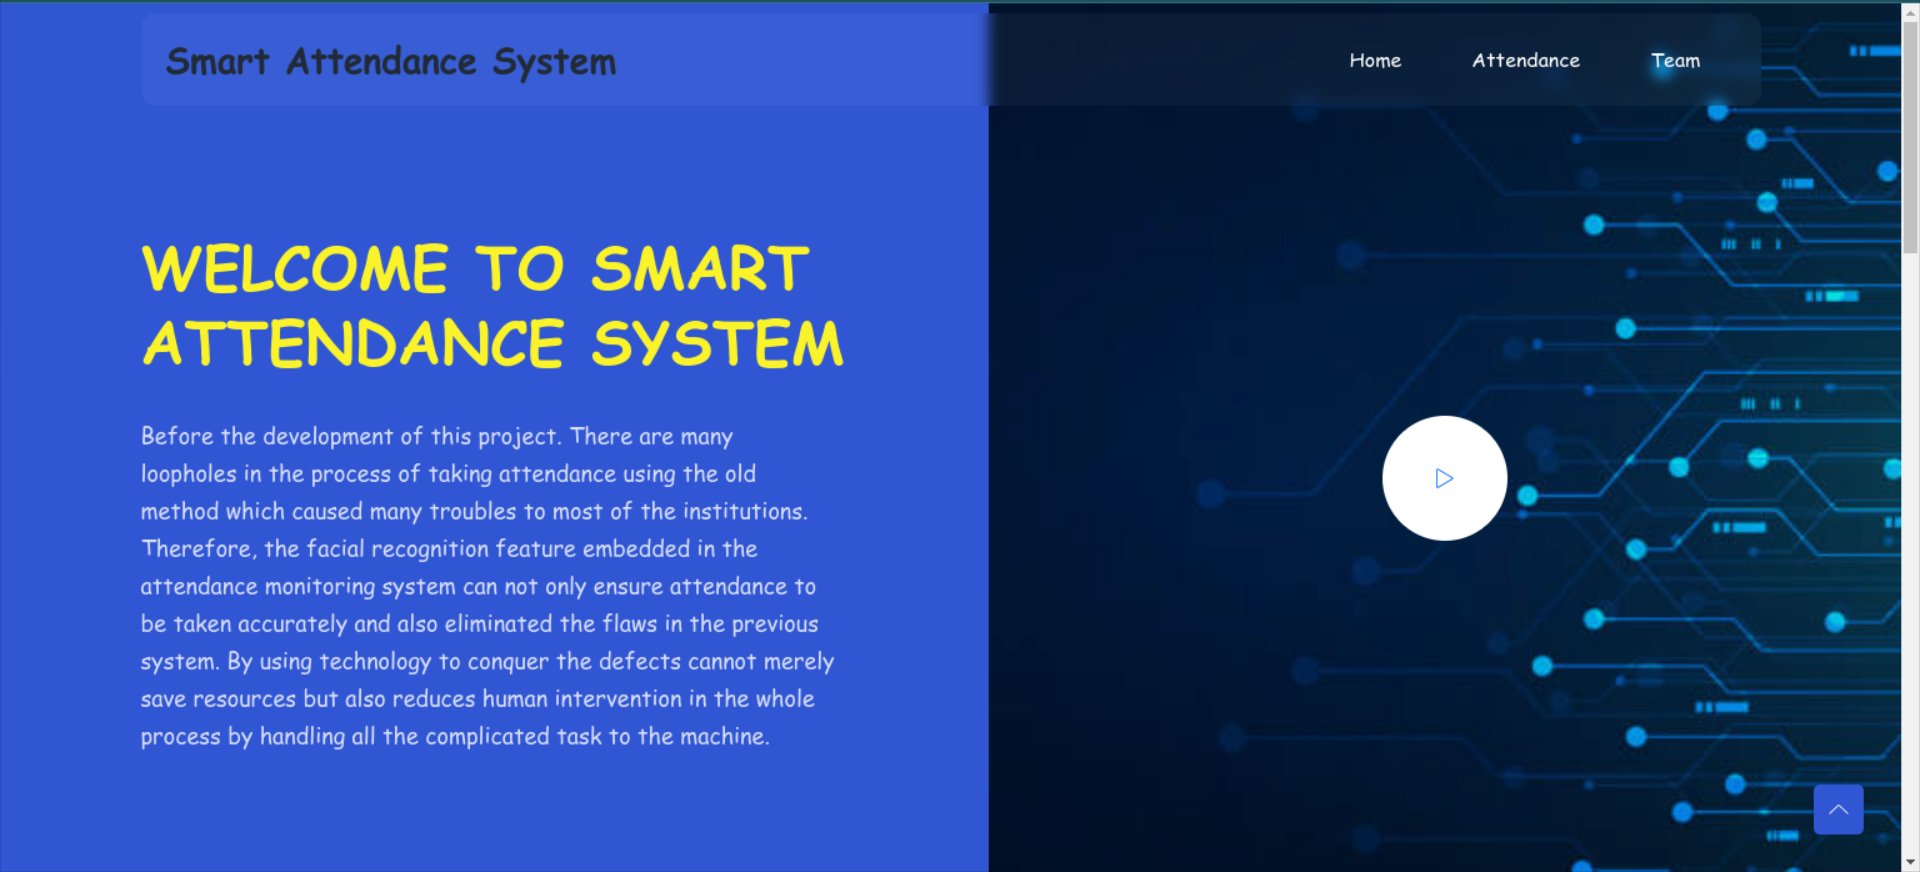 Smart Attendance System
Home
Attendance
Team
WELCOME TO SMART
ATTENDANCE SYSTEM
Before the development of this project. There are many
loopholes in the process of taking attendance using the old
method which caused many troubles to most of the institutions.
Therefore, the facial recognition feature embedded in the
attendance monitoring system can not only ensure attendance to
be taken accurately and also eliminated the flaws in the previous
system. By using technology to conquer the defects cannot merely
save resources but also reduces human intervention in the whole
process by handling all the complicated task to the machine.